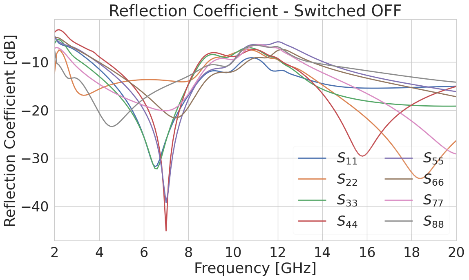 Reflection Coefficient - Switched OFF
Reflection Coefficient [dB]
−10
−20
−30
−40
S11 S55
S22 S66
S33 S77
S44 S88
2 4 6 8 10 12 14 16 18 20
Frequency [GHz]